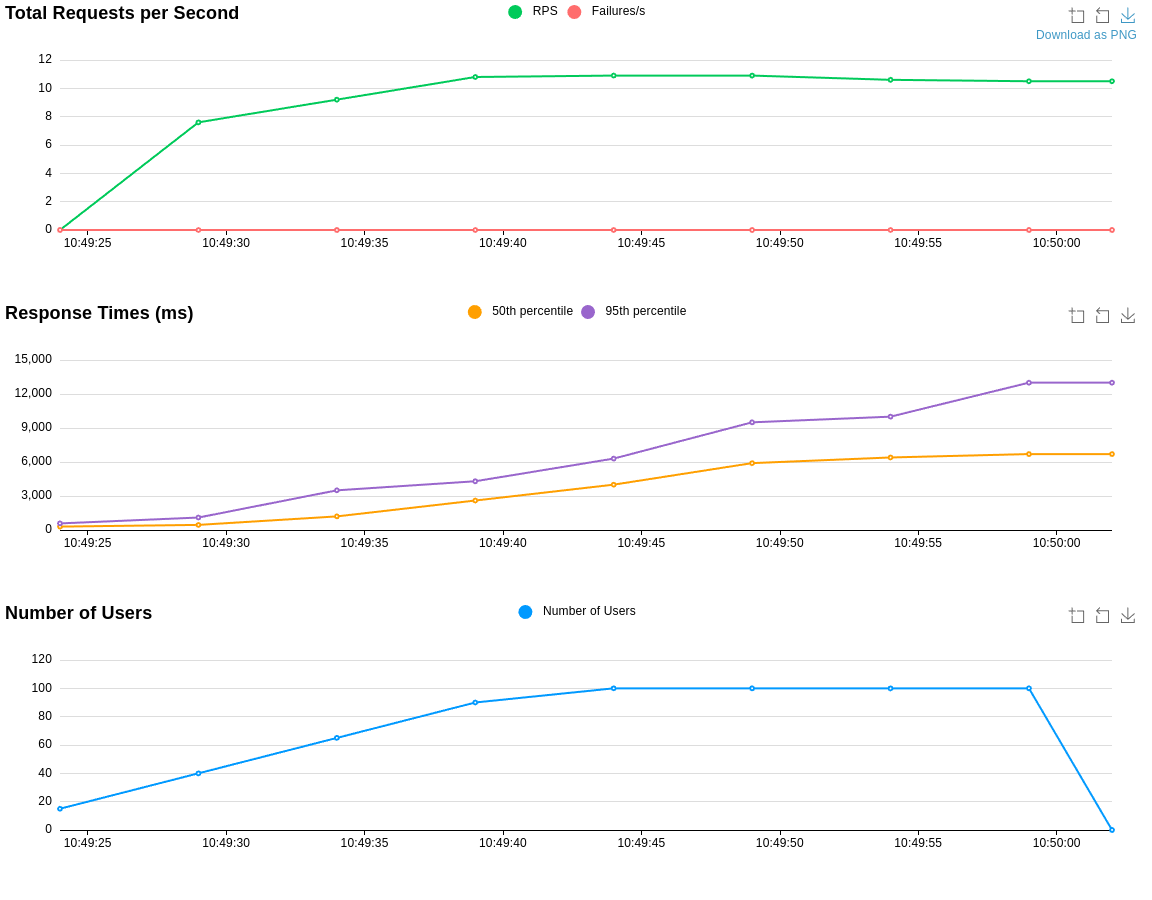 Total Requests per Second
RPS Failures/s
Download as PNG
12
10
8
6
4
2
0
10:49:25 10:49:30 10:49:35 10:49:40 10:49:45 10:49:50 10:49:55 10:50:00
Response Times (ms)
50th percentile 95th percentile
15,000
12,000
9,000
6,000
3,000
0
10:49:25 10:49:30 10:49:35 10:49:40 10:49:45 10:49:50 10:49:55 10:50:00
Number of Users
Number of Users
120
100
80
60
40
20
0
10:49:25 10:49:30 10:49:35 10:49:40 10:49:45 10:49:50 10:49:55 10:50:00